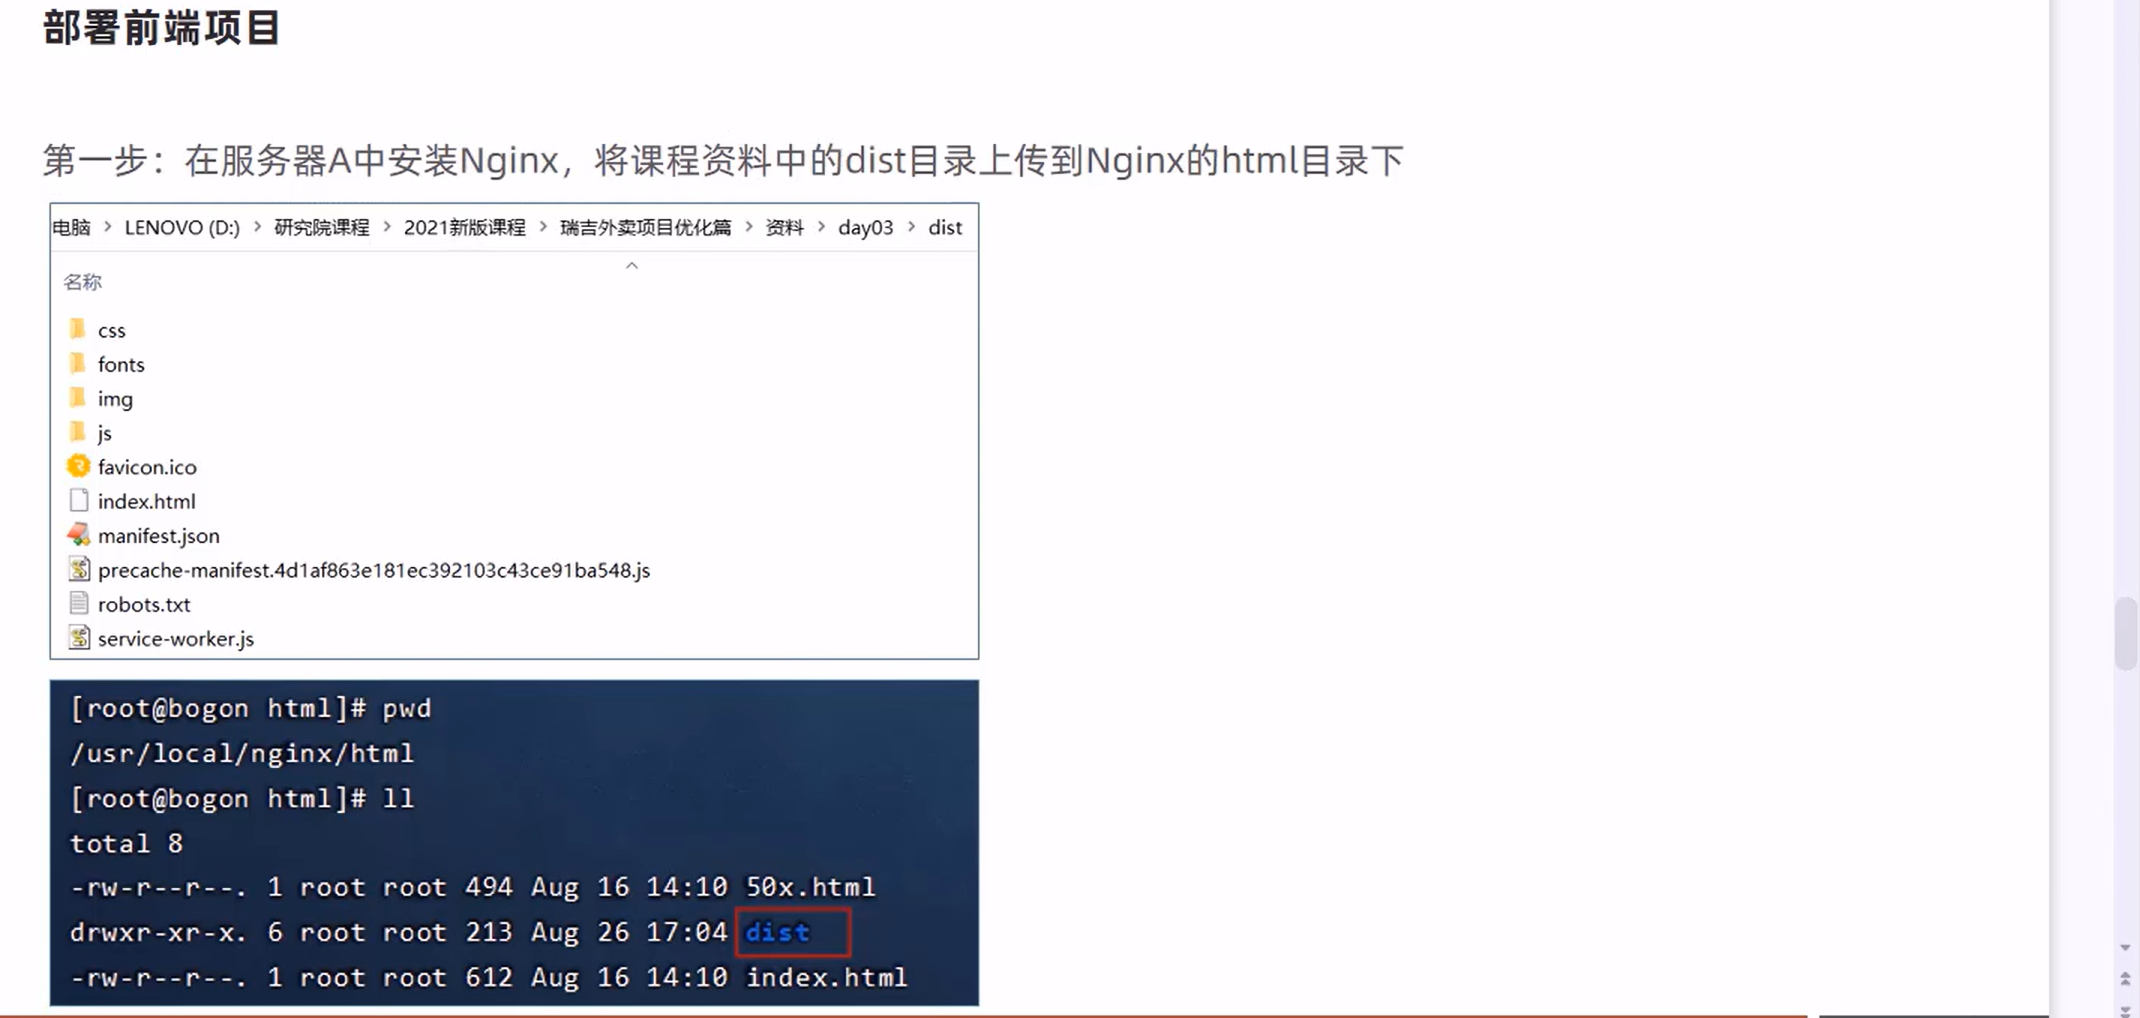 部署前端项目
第一步：在服务器A中安装Nginx，将课程资料中的dist目录上传到Nginx的html目录下
电脑 > LENOVO (D:) > 研究院课程 > 2021新版课程 > 瑞吉外卖项目优化篇 > 资料 > day03 > dist
名称
css
fonts
img
js
favicon.ico
index.html
manifest.json
precache-manifest.4d1af863e181ec392103c43ce91ba548.js
robots.txt
service-worker.js
[root@bogon html]# pwd
/usr/local/nginx/html
[root@bogon html]# ll
total 8
-rw-r--r--. 1 root root 494 Aug 16 14:10 50x.html
drwxr-xr-x. 6 root root 213 Aug 26 17:04 dist
-rw-r--r--. 1 root root 612 Aug 16 14:10 index.html